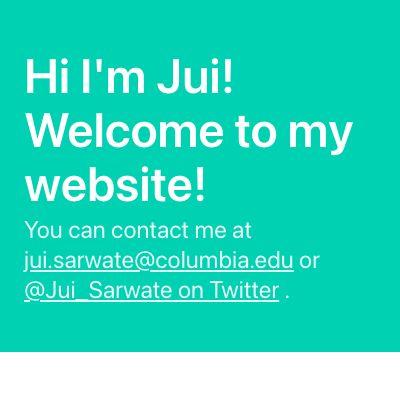 Hi I'm Jui!
Welcome to my
website!
You can contact me at
jui.sarwate@columbia.edu or
@Jui_Sarwate on Twitter .